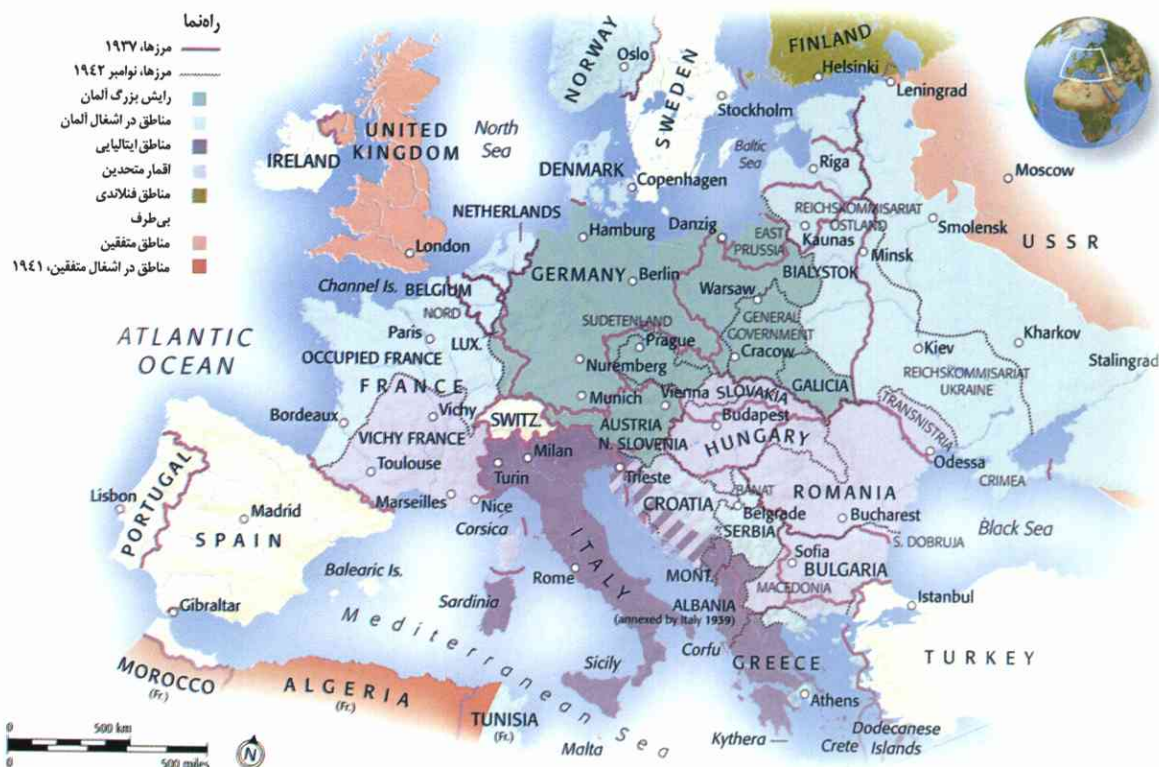 راه‌نما
مرزها، ۱۹۳۷
مرزها، نوامبر ۱۹۴۲
رایش بزرگ آلمان
مناطق در اشغال آلمان
مناطق ایتالیایی
اقمار متحدین
مناطق فنلاندی
بی‌طرف
مناطق متفقین
مناطق در اشغال متفقین، ۱۹۴۱
NORWAY
Oslo
SWEDEN
Stockholm
FINLAND
Helsinki
Leningrad
UNITED
KINGDOM
IRELAND
London
North
Sea
DENMARK
Copenhagen
Baltic
Sea
Riga
Moscow
REICHSKOMMISARIAT
OSTLAND
Smolensk
USSR
NETHERLANDS
Hamburg
Danzig
EAST
PRUSSIA
Kaunas
Minsk
Channel Is.
BELGIUM
NORD
GERMANY
Berlin
BIALYSTOK
Warsaw
GENERAL
GOVERNMENT
ATLANTIC
OCEAN
Paris
LUX.
OCCUPIED FRANCE
FRANCE
SUDETENLAND
Prague
Cracow
Nuremberg
GALICIA
Kiev
Kharkov
Stalingrad
REICHSKOMMISARIAT
UKRAINE
Bordeaux
Vichy
VICHY FRANCE
Munich
Vienna
SLOVAKIA
Budapest
HUNGARY
TRANSNISTRIA
SWITZ.
AUSTRIA
N. SLOVENIA
Odessa
CRIMEA
Toulouse
Milan
Turin
Trieste
Marseilles
Nice
Corsica
CROATIA
BANAT
Belgrade
SERBIA
ROMANIA
Bucharest
Black Sea
S. DOBRUJA
PORTUGAL
Lisbon
Madrid
SPAIN
Balearic Is.
Gibraltar
ITALY
Rome
Sardinia
MONT.
Sofia
BULGARIA
MACEDONIA
ALBANIA
(annexed by Italy 1939)
Istanbul
TURKEY
Corfu
GREECE
Athens
Mediterranean Sea
Sicily
MOROCCO
(Fr.)
ALGERIA
(Fr.)
TUNISIA
(Fr.)
Malta
Kythera
Crete
Dodecanese
Islands
0 500 km
0 500 miles
N